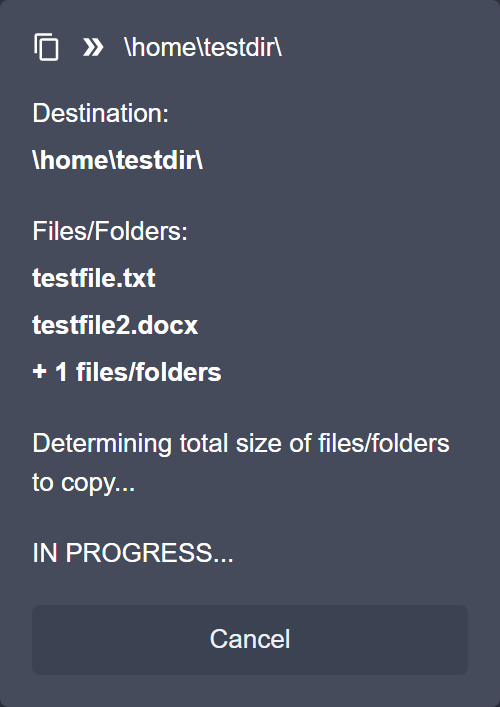 \home\testdir\
Destination:
\home\testdir\
Files/Folders:
testfile.txt
testfile2.docx
+ 1 files/folders
Determining total size of files/folders
to copy...
IN PROGRESS...
Cancel